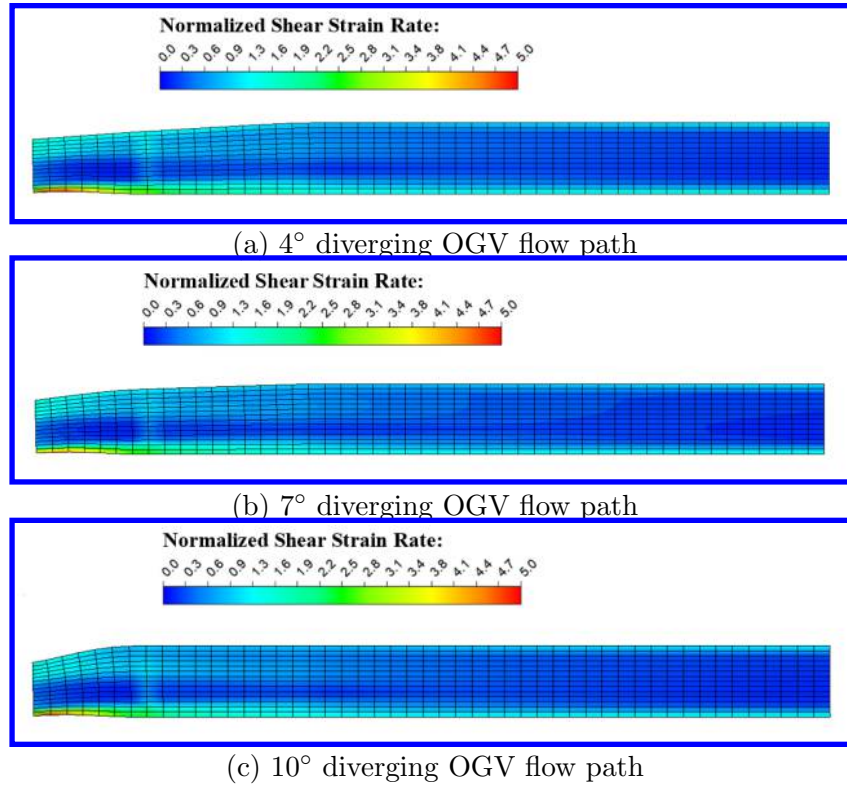 Normalized Shear Strain Rate:
0.0 0.3 0.6 0.9 1.3 1.6 1.9 2.2 2.5 2.8 3.1 3.4 3.8 4.1 4.4 4.7 5.0
(a) 4° diverging OGV flow path
Normalized Shear Strain Rate:
0.0 0.3 0.6 0.9 1.3 1.6 1.9 2.2 2.5 2.8 3.1 3.4 3.8 4.1 4.4 4.7 5.0
(b) 7° diverging OGV flow path
Normalized Shear Strain Rate:
0.0 0.3 0.6 0.9 1.3 1.6 1.9 2.2 2.5 2.8 3.1 3.4 3.8 4.1 4.4 4.7 5.0
(c) 10° diverging OGV flow path